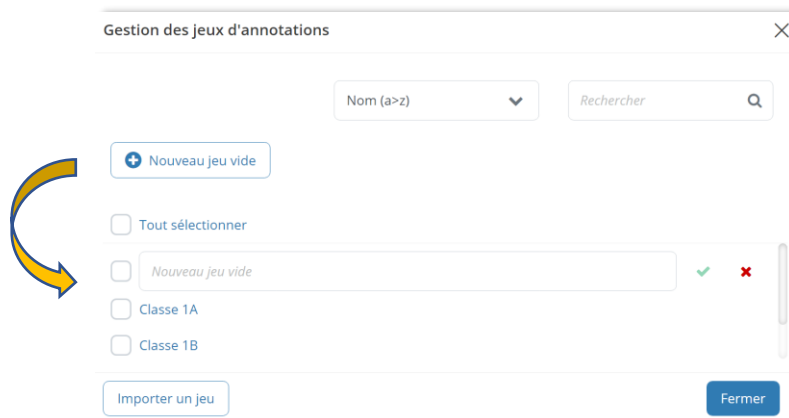 Gestion des jeux d'annotations
Nom (a>z)
Rechercher
Nouveau jeu vide
Tout sélectionner
Nouveau jeu vide
Classe 1A
Classe 1B
Importer un jeu
Fermer